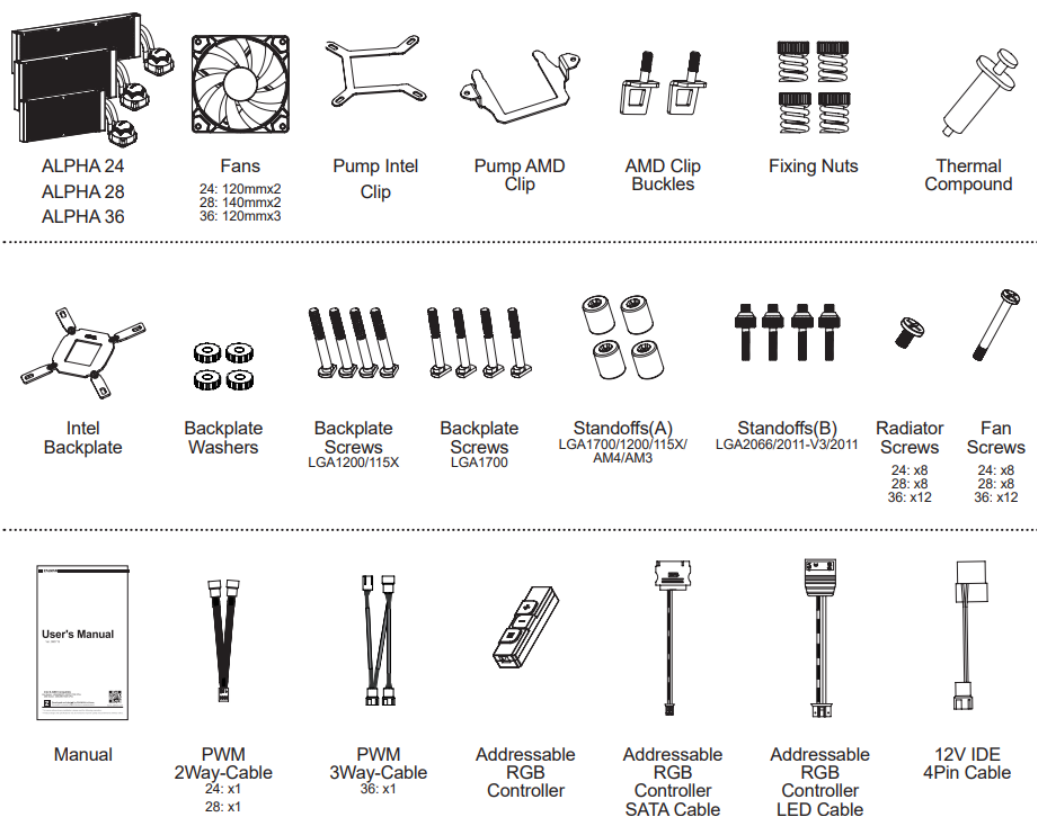 ALPHA 24
ALPHA 28
ALPHA 36
Fans
24: 120mmx2
28: 140mmx2
36: 120mmx3
Pump Intel
Clip
Pump AMD
Clip
AMD Clip
Buckles
Fixing Nuts
Thermal
Compound
Intel
Backplate
Backplate
Washers
Backplate
Screws
LGA1200/115X
Backplate
Screws
LGA1700
Standoffs(A)
LGA1700/1200/115X/
AM4/AM3
Standoffs(B)
LGA2066/2011-V3/2011
Radiator
Screws
24: x8
28: x8
36: x12
Fan
Screws
24: x8
28: x8
36: x12
User's Manual
Manual
PWM
2Way-Cable
24: x1
28: x1
PWM
3Way-Cable
36: x1
Addressable
RGB
Controller
Addressable
RGB
Controller
SATA Cable
Addressable
RGB
Controller
LED Cable
12V IDE
4Pin Cable